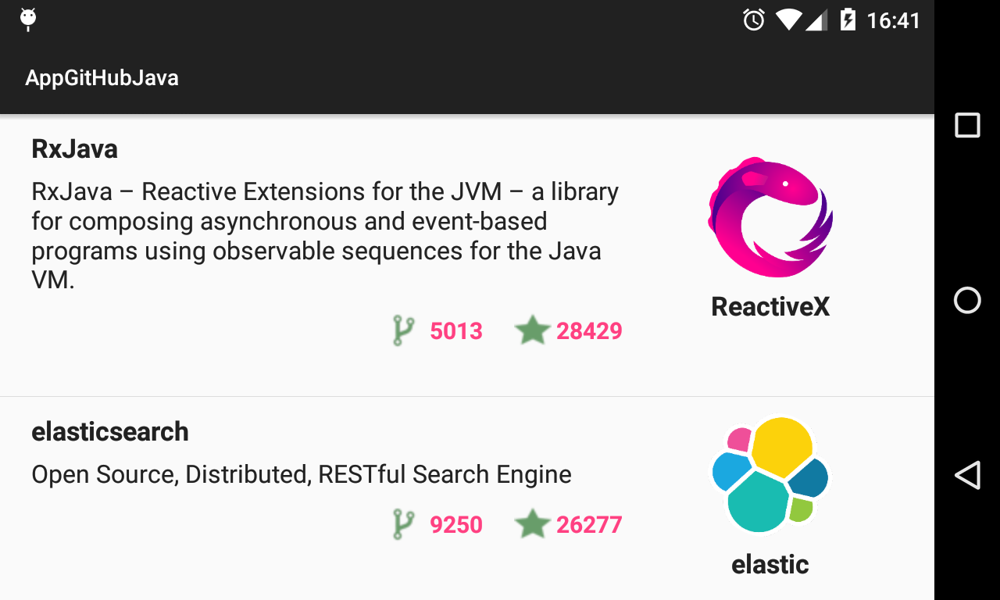 16:41
AppGitHubJava
RxJava
RxJava – Reactive Extensions for the JVM – a library
for composing asynchronous and event-based
programs using observable sequences for the Java
VM.
5013 28429
ReactiveX
elasticsearch
Open Source, Distributed, RESTful Search Engine
9250 26277
elastic